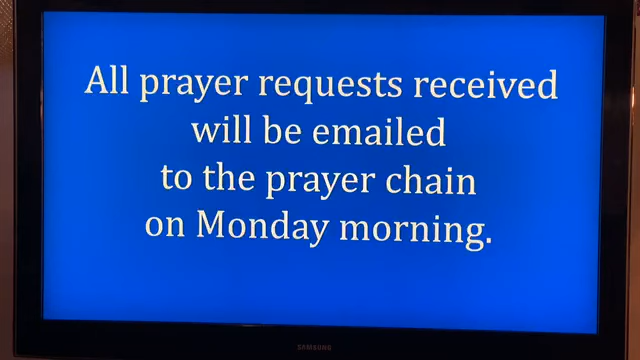 All prayer requests received
will be emailed
to the prayer chain
on Monday morning.
SAMSUNG